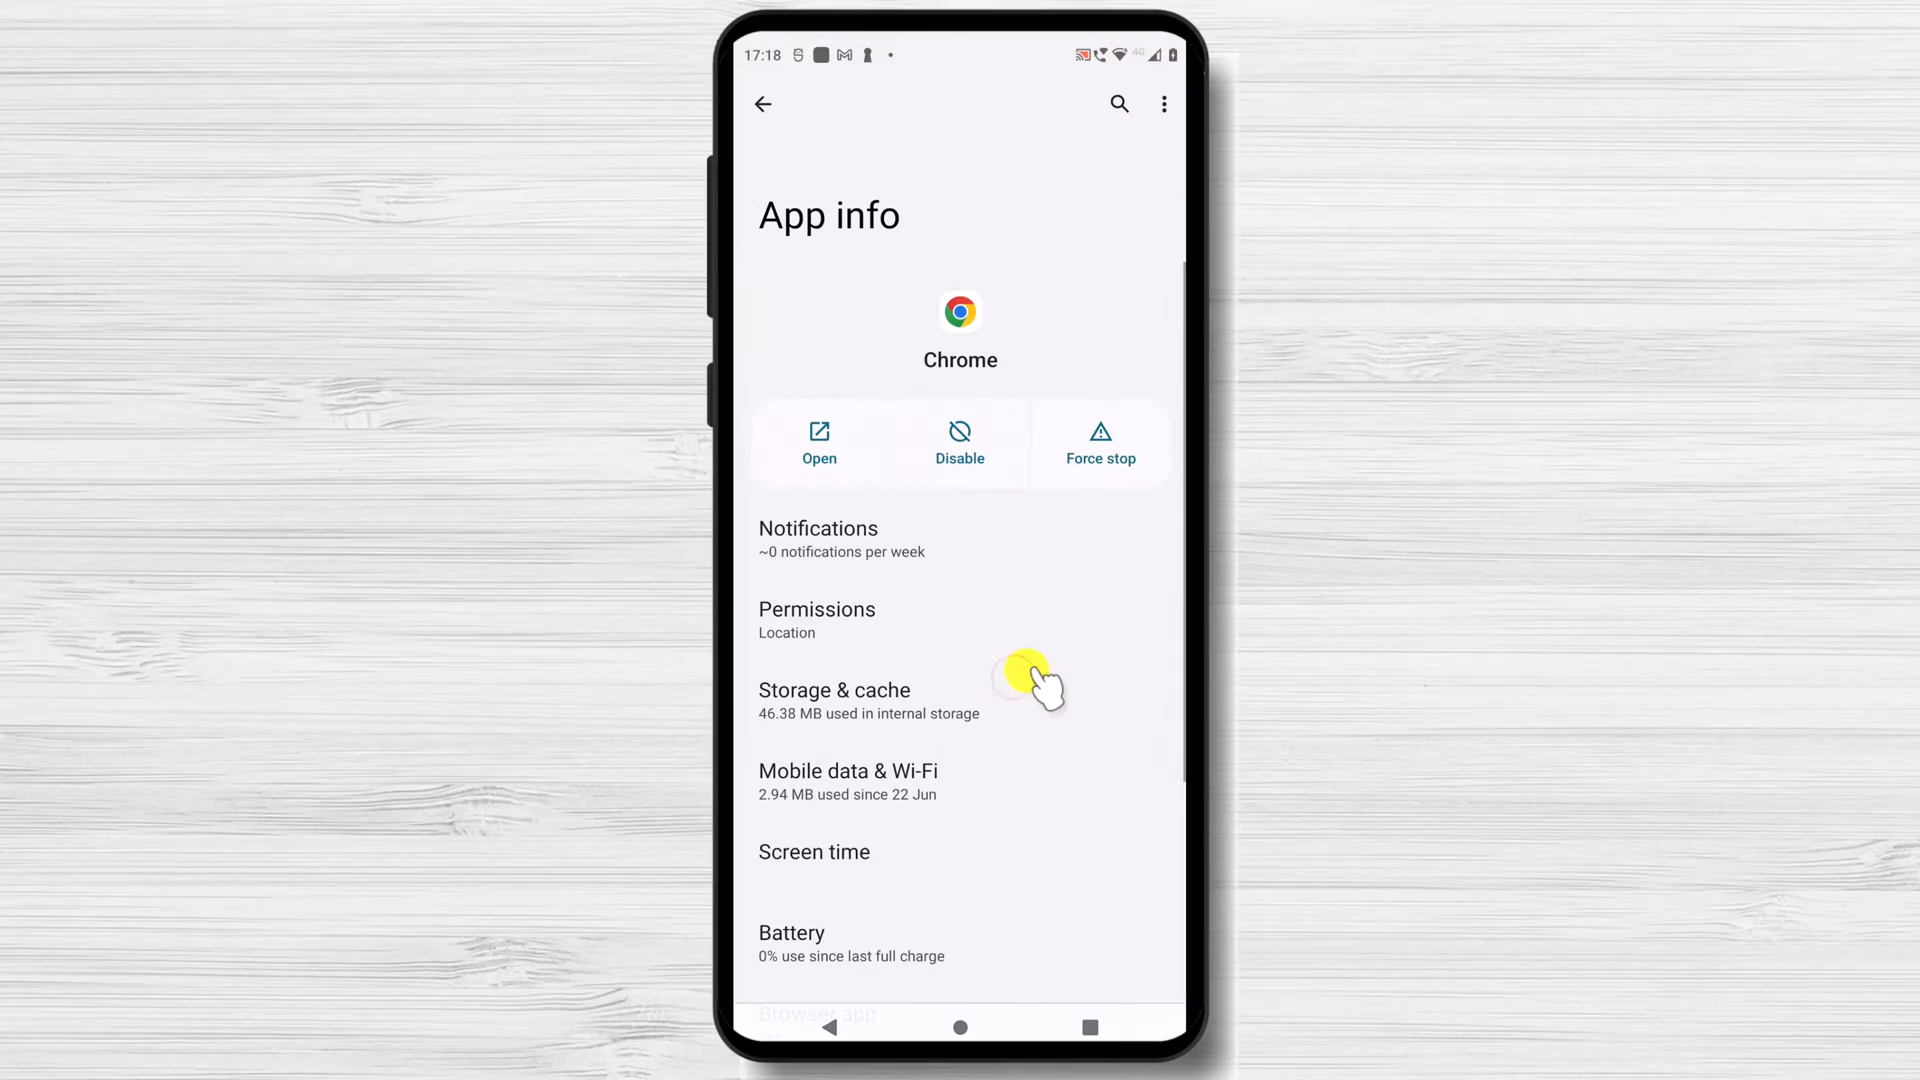 17:18
4G
App info
Chrome
Open
Disable
Force stop
Notifications
~0 notifications per week
Permissions
Location
Storage & cache
46.38 MB used in internal storage
Mobile data & Wi-Fi
2.94 MB used since 22 Jun
Screen time
Battery
0% use since last full charge
Browser app